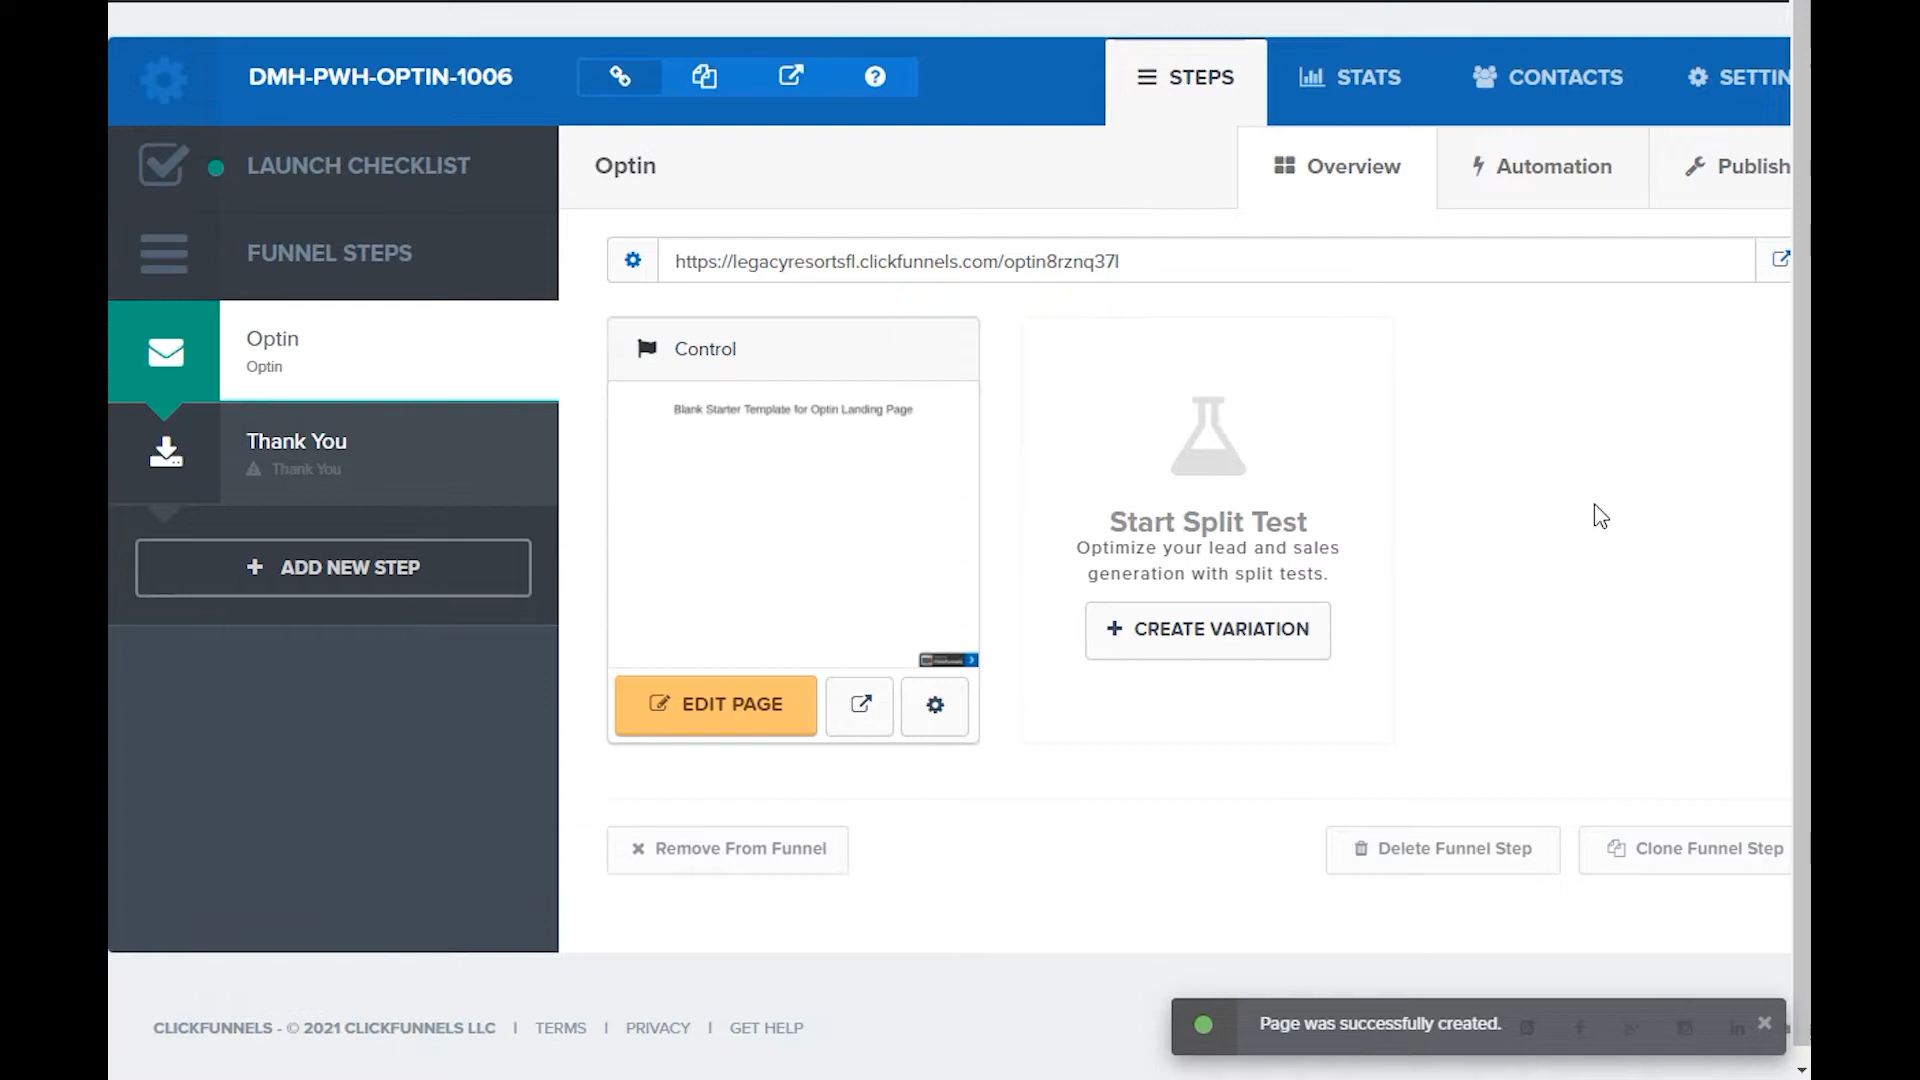 DMH-PWH-OPTIN-1006
STEPS
STATS
CONTACTS
SETTIN
LAUNCH CHECKLIST
Optin
Overview
Automation
Publish
FUNNEL STEPS
https://legacyresortsfl.clickfunnels.com/optin8rznq37l
Optin
Optin
Control
Blank Starter Template for Optin Landing Page
Thank You
Thank You
+ ADD NEW STEP
Start Split Test
Optimize your lead and sales
generation with split tests.
+ CREATE VARIATION
EDIT PAGE
Remove From Funnel
Delete Funnel Step
Clone Funnel Step
CLICKFUNNELS - © 2021 CLICKFUNNELS LLC | TERMS | PRIVACY | GET HELP
Page was successfully created.